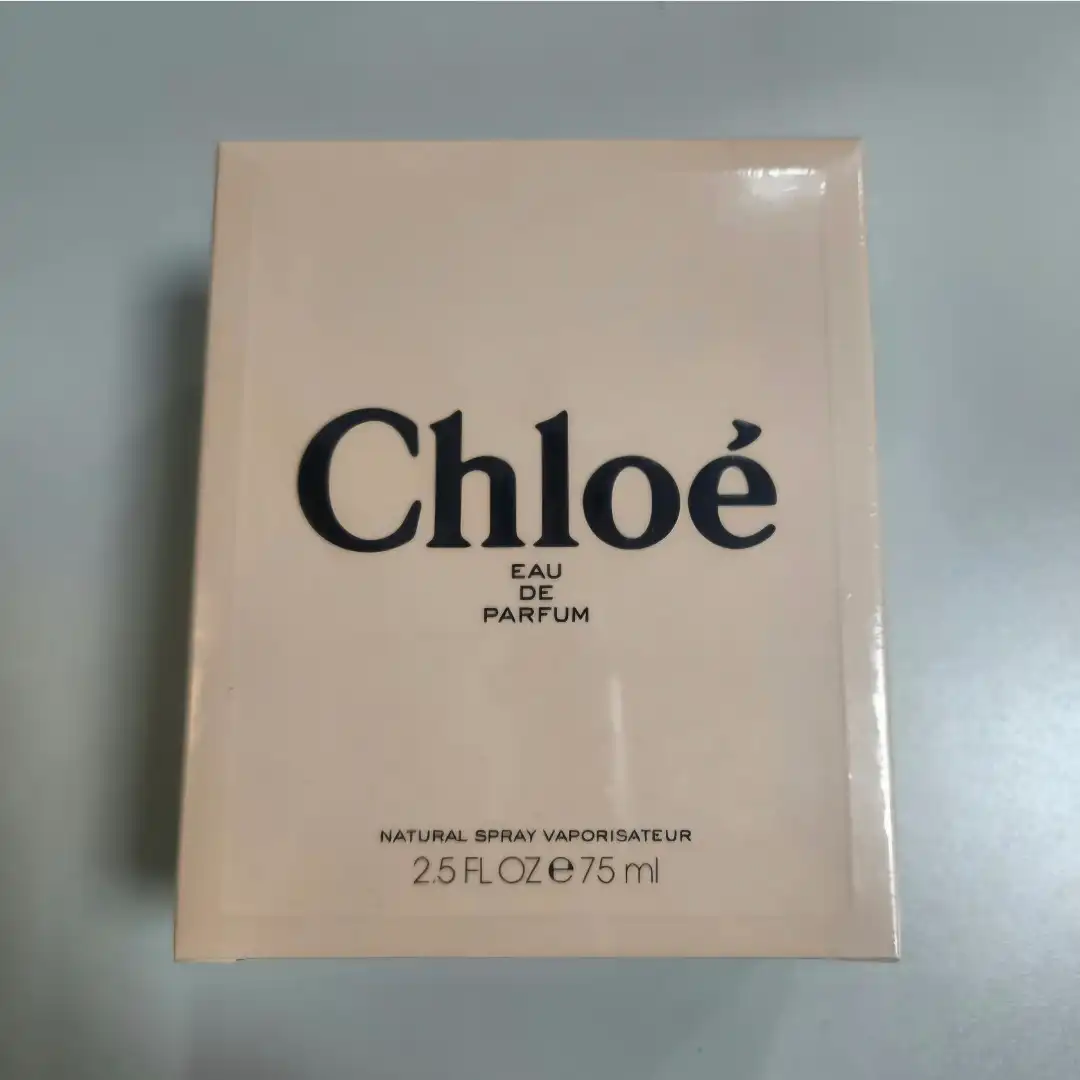 Chloé
EAU
DE
PARFUM
NATURAL SPRAY VAPORISATEUR
2.5 FL OZ ℮ 75 ml